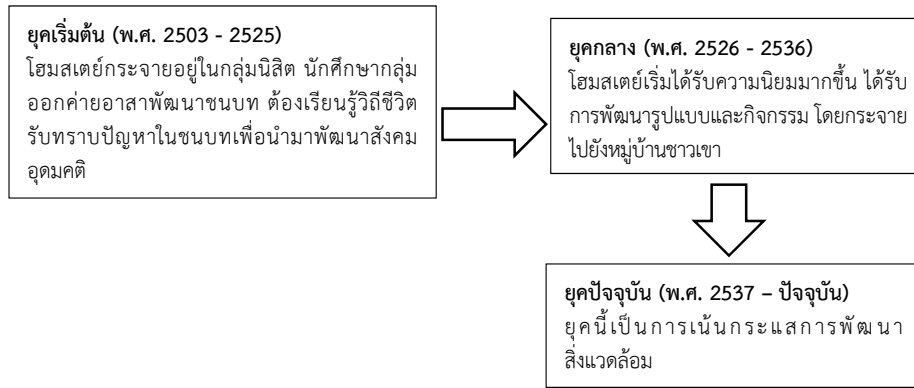 ยุคเริ่มต้น (พ.ศ. 2503 - 2525)
โฮมสเตย์กระจายอยู่ในกลุ่มนิสิต นักศึกษากลุ่ม
ออกค่ายอาสาพัฒนาชนบท ต้องเรียนรู้วิถีชีวิต
รับทราบปัญหาในชนบทเพื่อนำมาพัฒนาสังคม
อุดมคติ
ยุคกลาง (พ.ศ. 2526 - 2536)
โฮมสเตย์เริ่มได้รับความนิยมมากขึ้น ได้รับ
การพัฒนารูปแบบและกิจกรรม โดยกระจาย
ไปยังหมู่บ้านชาวเขา
ยุคปัจจุบัน (พ.ศ. 2537 – ปัจจุบัน)
ยุคนี้เป็นการเน้นกระแสการพัฒนา
สิ่งแวดล้อม